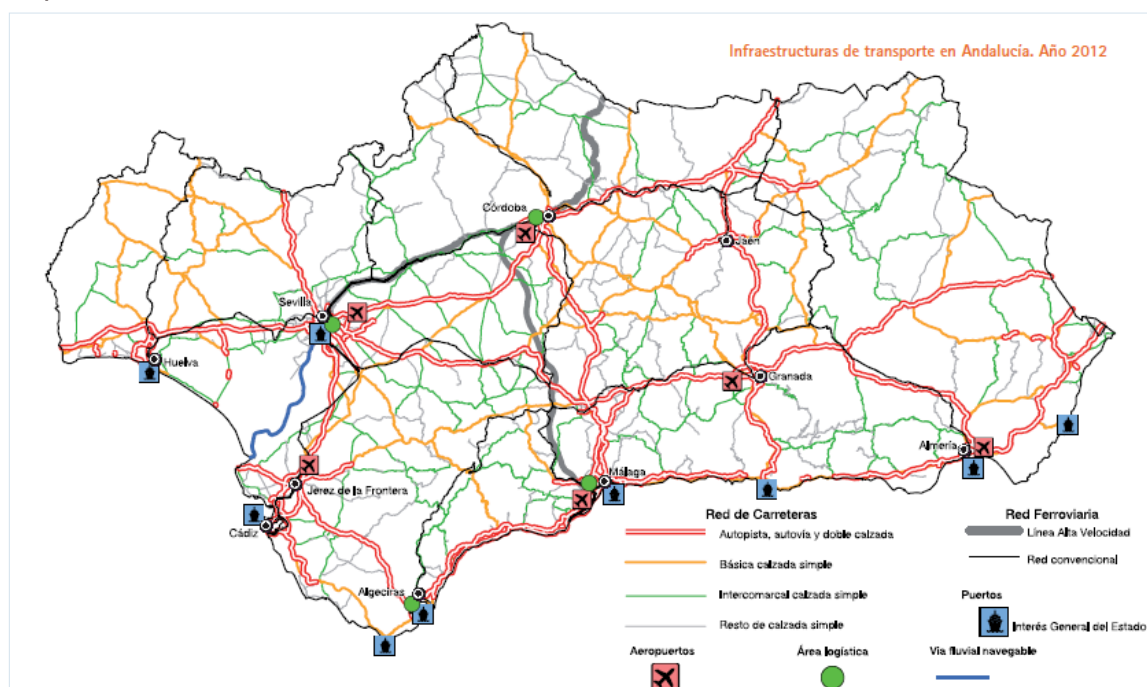 Infraestructuras de transporte en Andalucía. Año 2012
Córdoba
Jaén
Sevilla
Huelva
Granada
Almería
Málaga
Jerez de la Frontera
Cádiz
Algeciras
Red de Carreteras
Autopista, autovía y doble calzada
Básica calzada simple
Intercomarcal calzada simple
Resto de calzada simple
Red Ferroviaria
Línea Alta Velocidad
Red convencional
Puertos
Interés General del Estado
Aeropuertos
Área logística
Via fluvial navegable